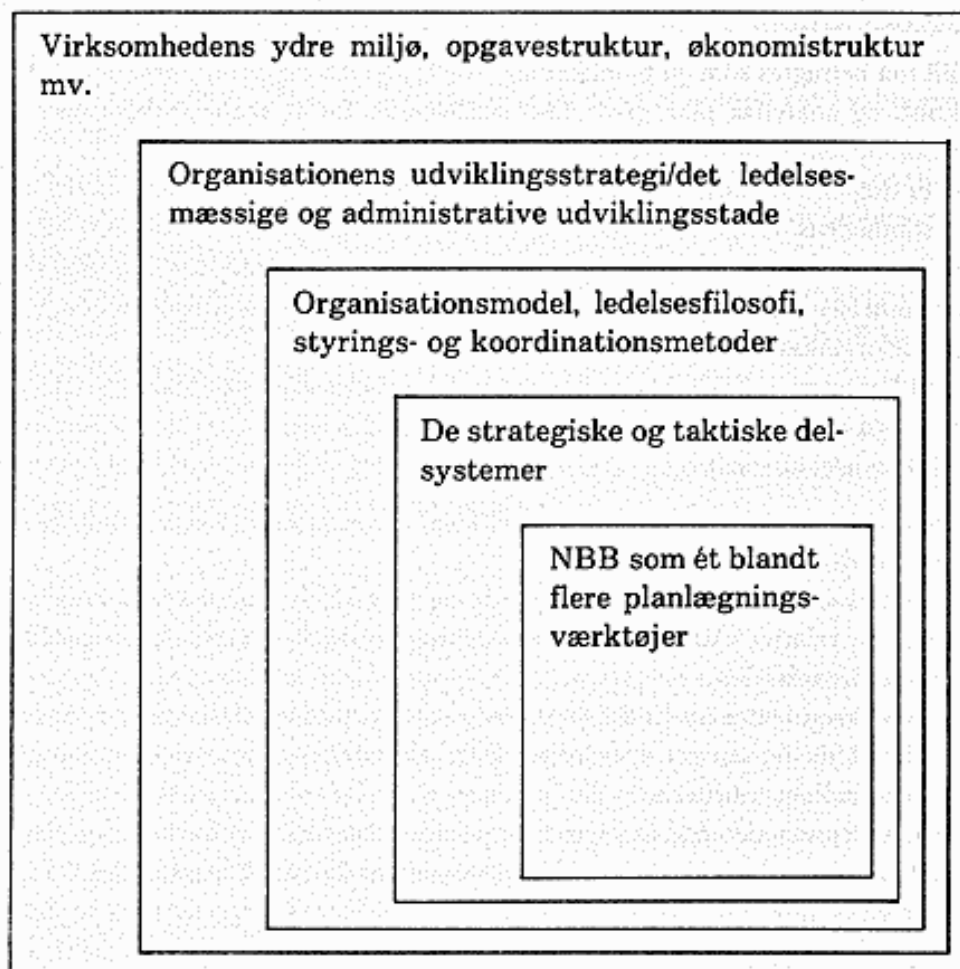 Virksomhedens ydre miljø, opgavestruktur, økonomistruktur
mv.
Organisationens udviklingsstrategi/det ledelses-
mæssige og administrative udviklingsstade
Organisationsmodel, ledelsesfilosofi,
styrings- og koordinationsmetoder
De strategiske og taktiske del-
systemer
NBB som ét blandt
flere planlægnings-
værktøjer